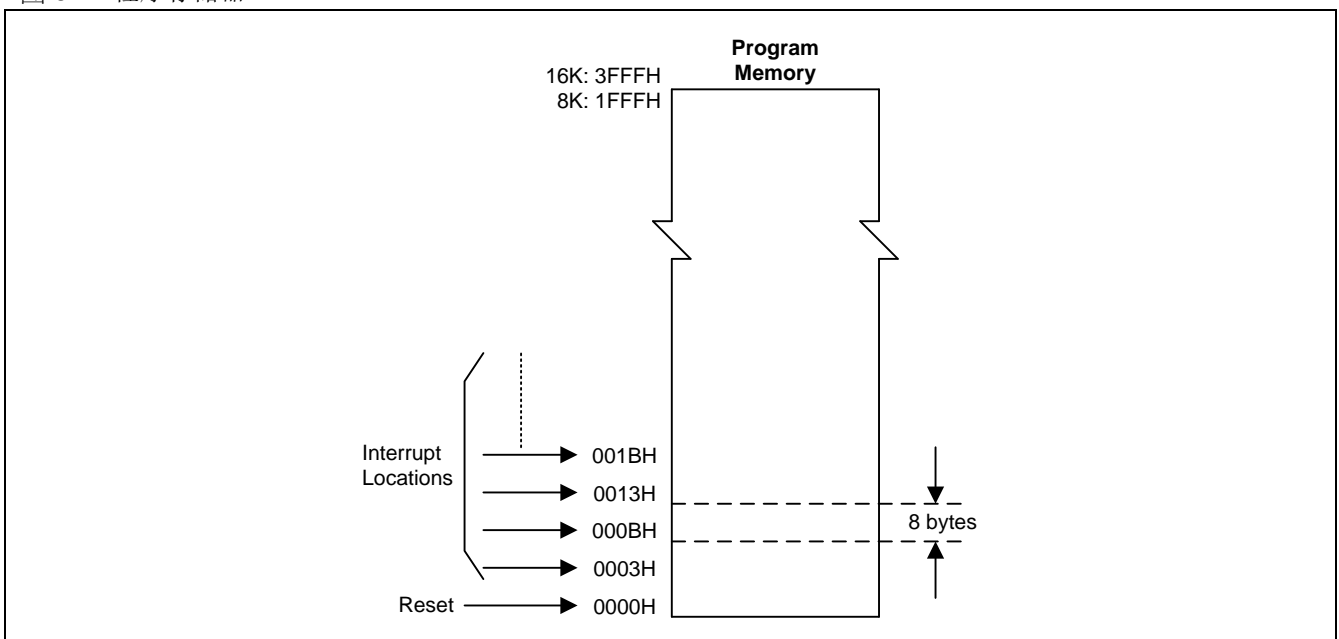 Program
Memory
16K: 3FFFH
8K: 1FFFH
Interrupt
Locations
001BH
0013H
000BH
0003H
8 bytes
Reset
0000H